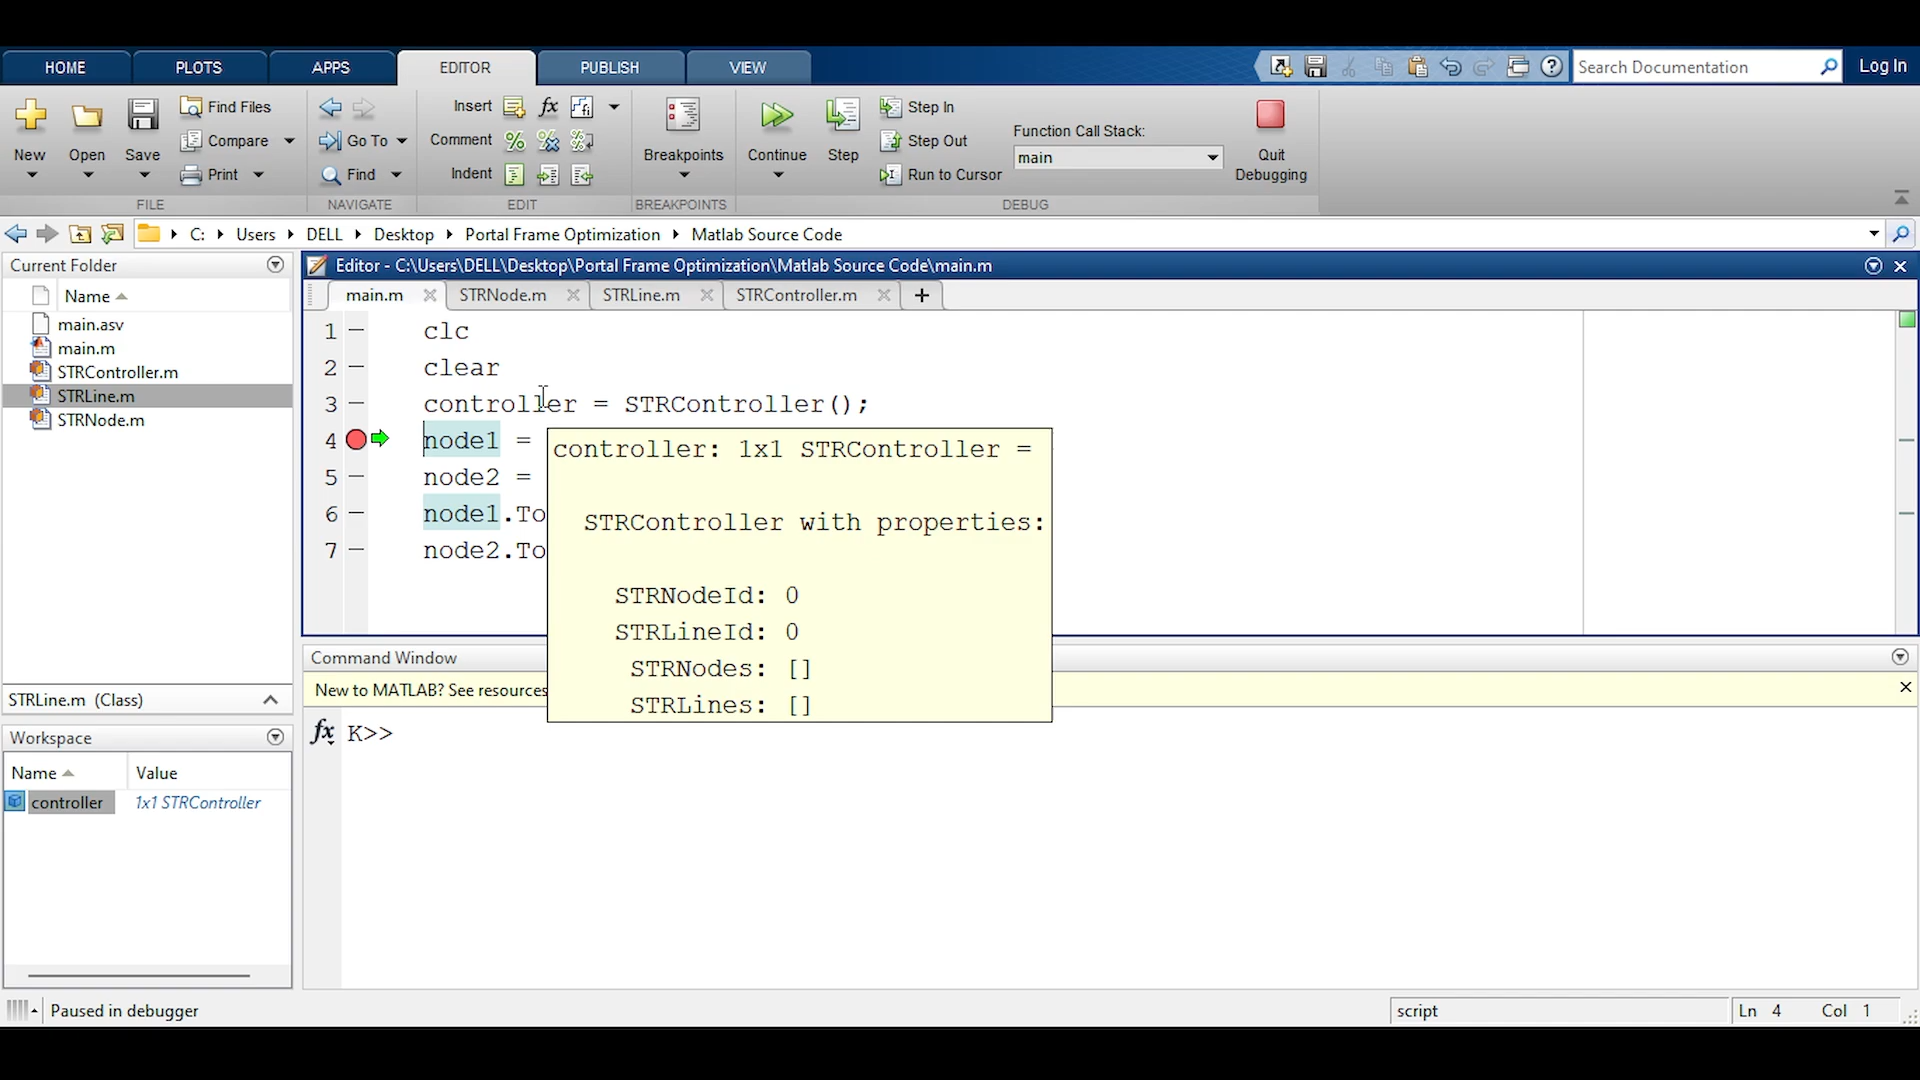 HOME PLOTS APPS EDITOR PUBLISH VIEW Search Documentation Log In
New Open Save Find Files Compare Print
FILE
Go To Find
NAVIGATE
Insert fx
Comment
Indent
EDIT
Breakpoints
BREAKPOINTS
Continue Step Step In Step Out Run to Cursor
Function Call Stack:
main
Quit Debugging
DEBUG
C: Users DELL Desktop Portal Frame Optimization Matlab Source Code
Current Folder
Name
main.asv
main.m
STRController.m
STRLine.m
STRNode.m
STRLine.m (Class)
Workspace
Name Value
controller 1x1 STRController
Editor - C:\Users\DELL\Desktop\Portal Frame Optimization\Matlab Source Code\main.m
main.m STRNode.m STRLine.m STRController.m
1 clc
2 clear
3 controller = STRController();
4 node1 =
5 node2 =
6 node1.To
7 node2.To
controller: 1x1 STRController =
STRController with properties:
STRNodeId: 0
STRLineId: 0
STRNodes: []
STRLines: []
Command Window
New to MATLAB? See resources
fx K>>
Paused in debugger script Ln 4 Col 1